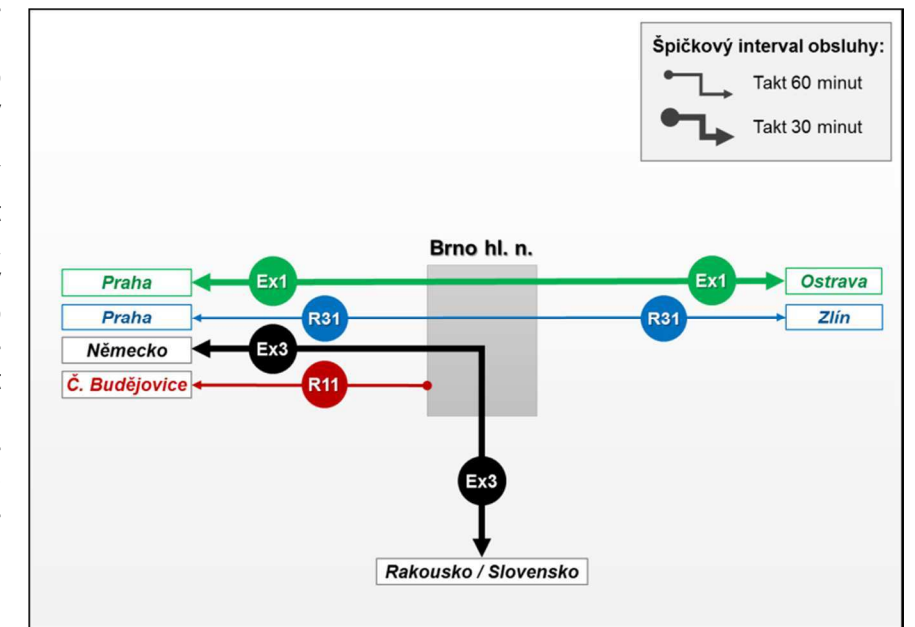 Špičkový interval obsluhy:
Takt 60 minut
Takt 30 minut
Brno hl. n.
Praha Ex1 Ex1 Ostrava
Praha R31 R31 Zlín
Německo Ex3
Č. Budějovice R11
Ex3
Rakousko / Slovensko